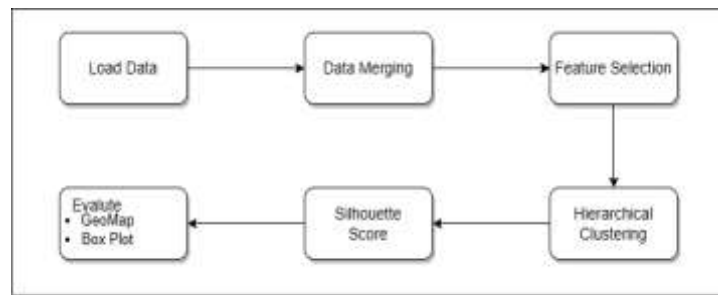 Load Data
Data Merging
Feature Selection
Hierarchical
Clustering
Silhouette
Score
Evalute
• GeoMap
• Box Plot